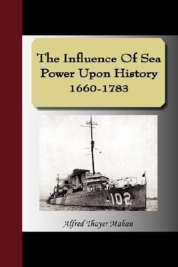 The Influence Of Sea
Power Upon History
1660-1783
102
Alfred Thayer Mahan